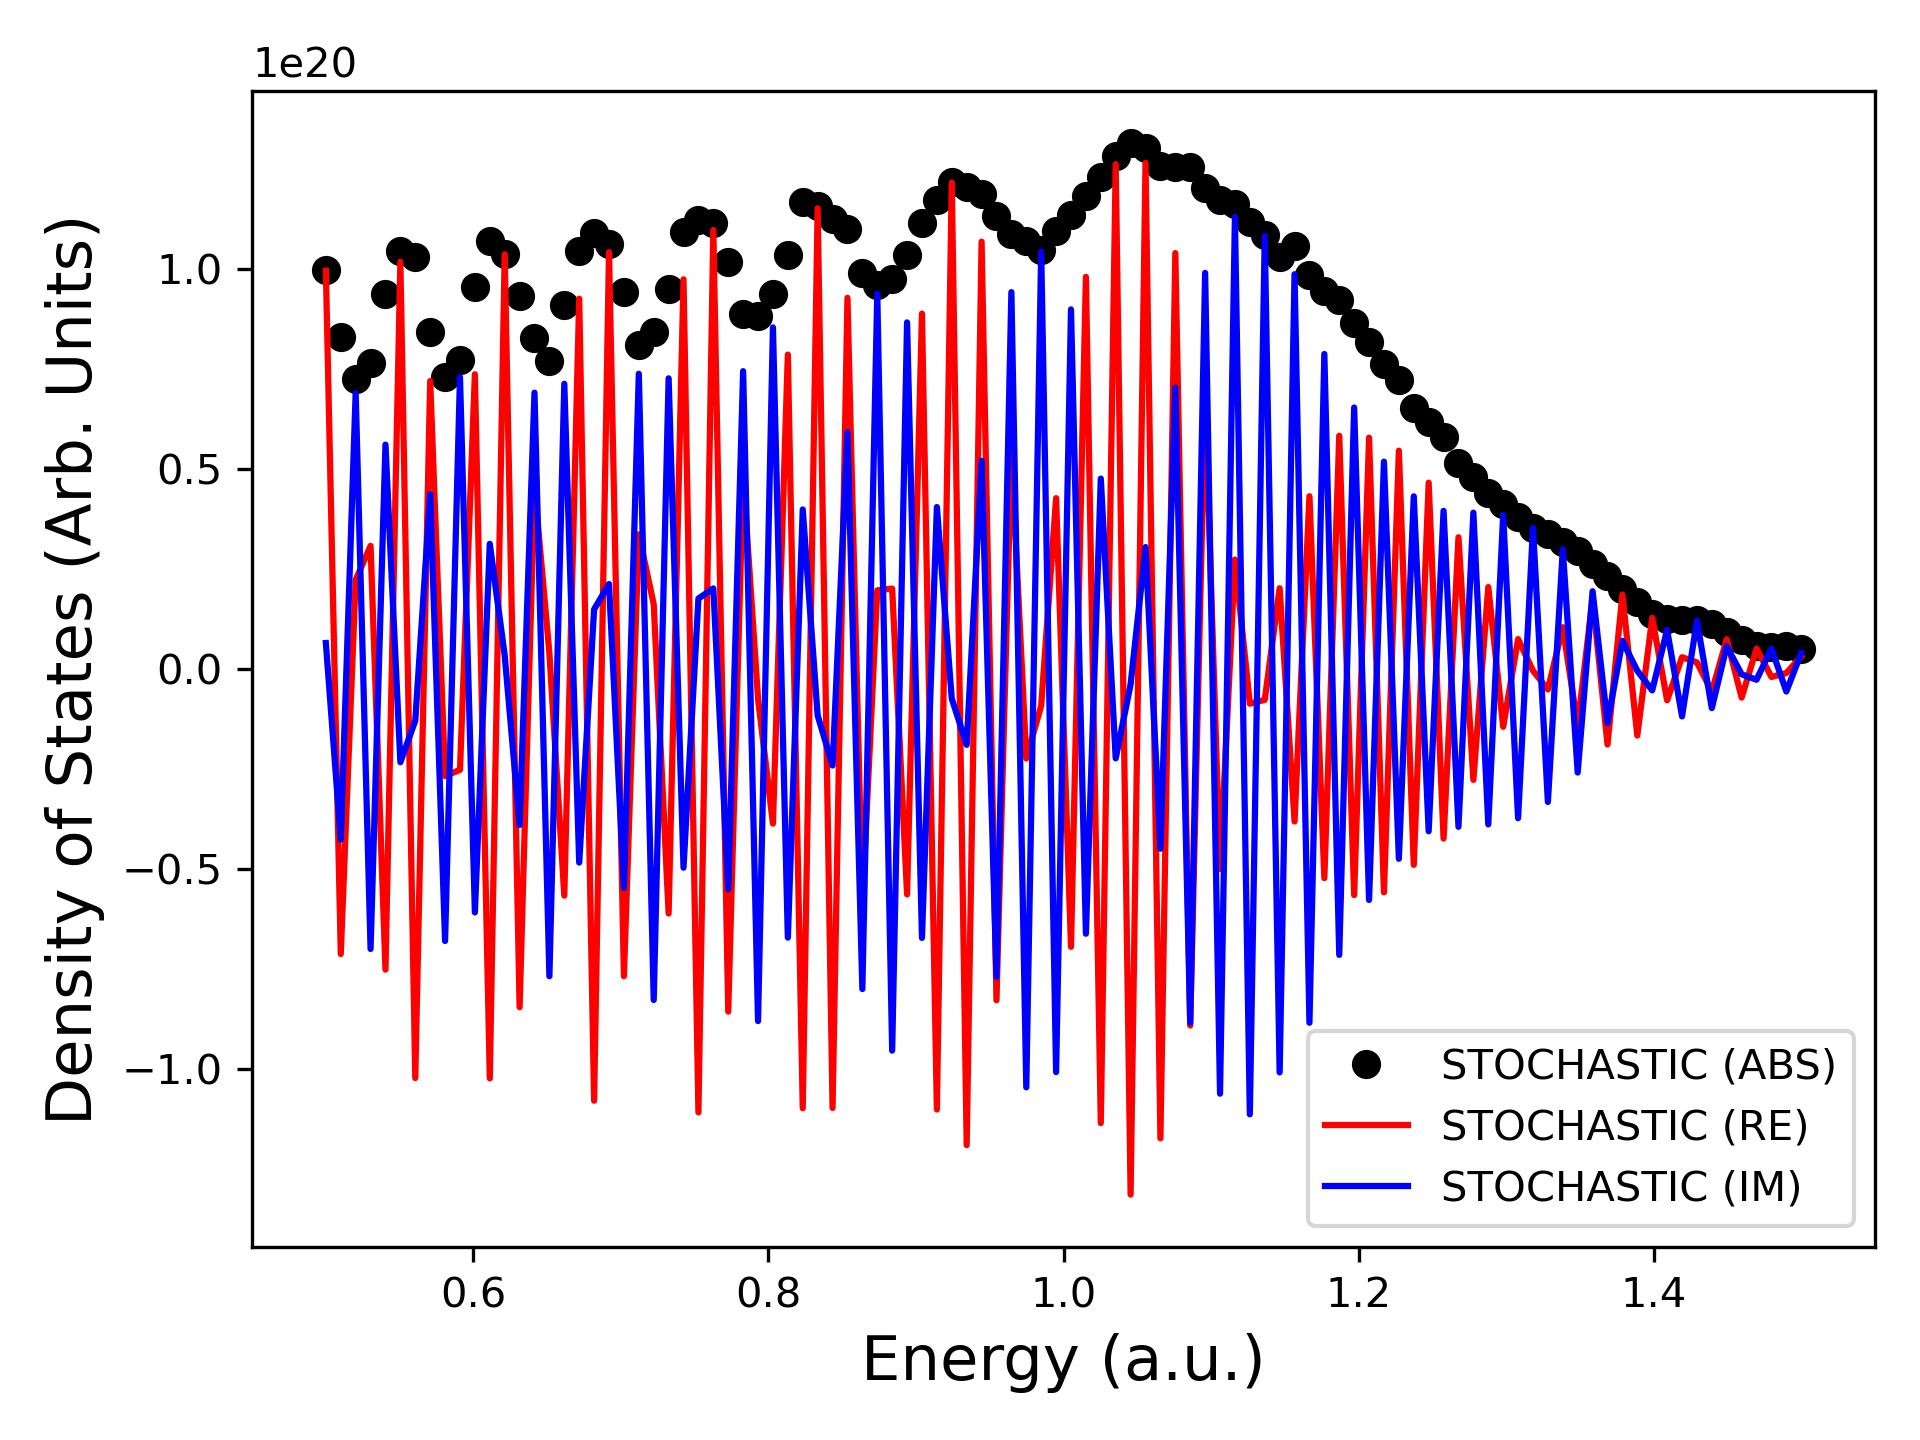 1e20
Density of States (Arb. Units)
1.0
0.5
0.0
−0.5
−1.0
STOCHASTIC (ABS)
STOCHASTIC (RE)
STOCHASTIC (IM)
0.6 0.8 1.0 1.2 1.4
Energy (a.u.)